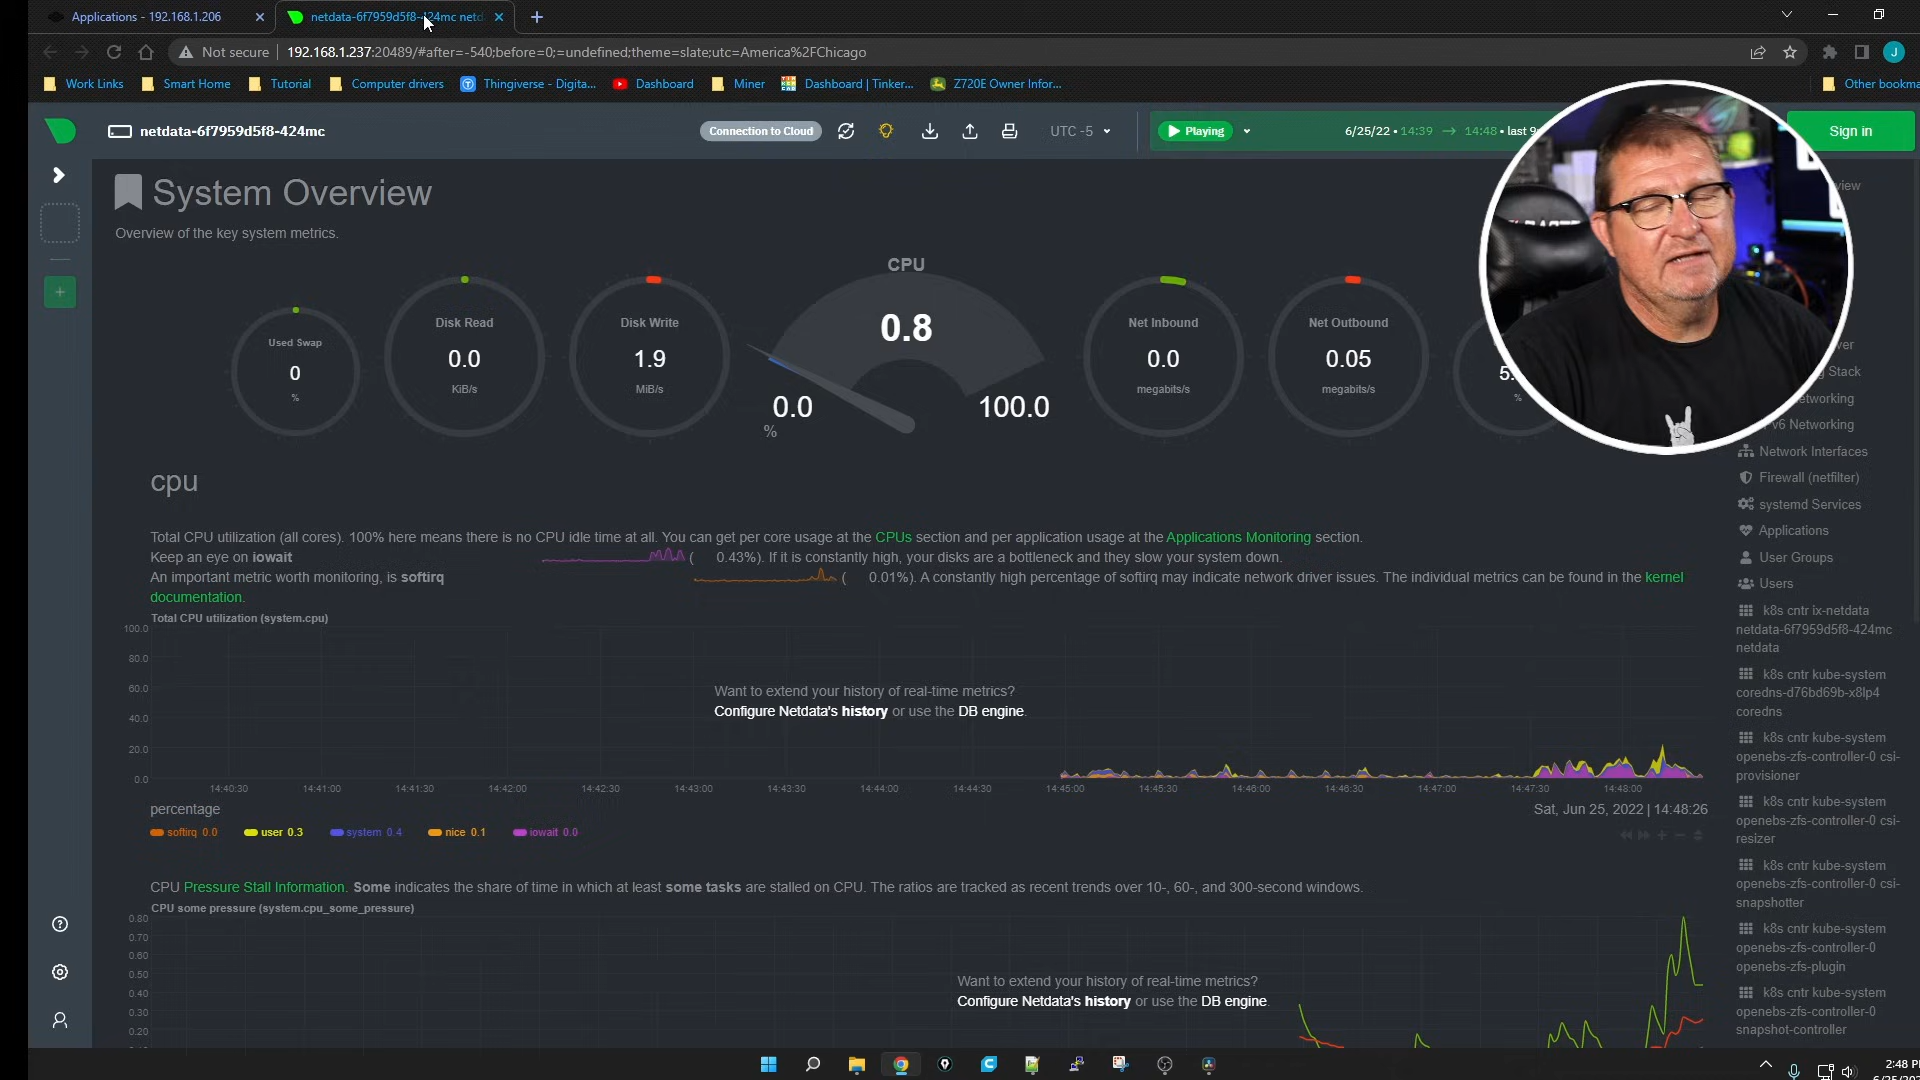 Applications - 192.168.1.206
netdata-6f7959d5f8-424mc netd
Not secure
192.168.1.237:20489/#after=-540;before=0;=undefined;theme=slate;utc=America%2FChicago
J
Work Links
Smart Home
Tutorial
Computer drivers
Thingiverse - Digita...
Dashboard
Miner
Dashboard | Tinker...
Z720E Owner Infor...
Other bookma
netdata-6f7959d5f8-424mc
Connection to Cloud
UTC -5
Playing
6/25/22 • 14:39 → 14:48 • last 9
Sign in
System Overview
Overview of the key system metrics.
Used Swap
0
%
Disk Read
0.0
KiB/s
Disk Write
1.9
MiB/s
CPU
0.8
0.0
100.0
%
Net Inbound
0.0
megabits/s
Net Outbound
0.05
megabits/s
5.
%
cpu
Total CPU utilization (all cores). 100% here means there is no CPU idle time at all. You can get per core usage at the CPUs section and per application usage at the Applications Monitoring section.
Keep an eye on iowait ( 0.43%). If it is constantly high, your disks are a bottleneck and they slow your system down.
An important metric worth monitoring, is softirq ( 0.01%). A constantly high percentage of softirq may indicate network driver issues. The individual metrics can be found in the kernel
documentation.
Total CPU utilization (system.cpu)
100.0
80.0
60.0
40.0
20.0
0.0
Want to extend your history of real-time metrics?
Configure Netdata's history or use the DB engine.
14:40:30 14:41:00 14:41:30 14:42:00 14:42:30 14:43:00 14:43:30 14:44:00 14:44:30 14:45:00 14:45:30 14:46:00 14:46:30 14:47:00 14:47:30 14:48:00
percentage
Sat, Jun 25, 2022 | 14:48:26
softirq 0.0
user 0.3
system 0.4
nice 0.1
iowait 0.0
CPU Pressure Stall Information. Some indicates the share of time in which at least some tasks are stalled on CPU. The ratios are tracked as recent trends over 10-, 60-, and 300-second windows.
CPU some pressure (system.cpu_some_pressure)
0.80
0.70
0.60
0.50
0.40
0.30
0.20
Want to extend your history of real-time metrics?
Configure Netdata's history or use the DB engine.
view
ver
g Stack
etworking
v6 Networking
Network Interfaces
Firewall (netfilter)
systemd Services
Applications
User Groups
Users
k8s cntr ix-netdata
netdata-6f7959d5f8-424mc
netdata
k8s cntr kube-system
coredns-d76bd69b-x8lp4
coredns
k8s cntr kube-system
openebs-zfs-controller-0 csi-
provisioner
k8s cntr kube-system
openebs-zfs-controller-0 csi-
resizer
k8s cntr kube-system
openebs-zfs-controller-0 csi-
snapshotter
k8s cntr kube-system
openebs-zfs-controller-0
openebs-zfs-plugin
k8s cntr kube-system
openebs-zfs-controller-0
snapshot-controller
2:48 P